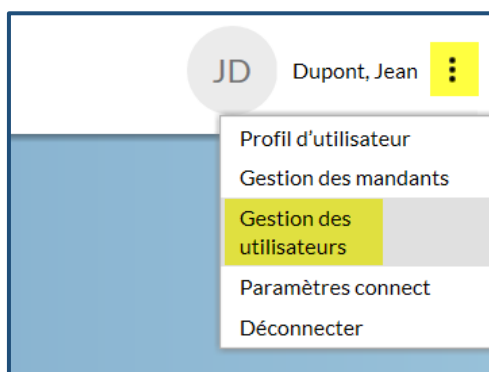 JD Dupont, Jean
Profil d’utilisateur
Gestion des mandants
Gestion des
utilisateurs
Paramètres connect
Déconnecter